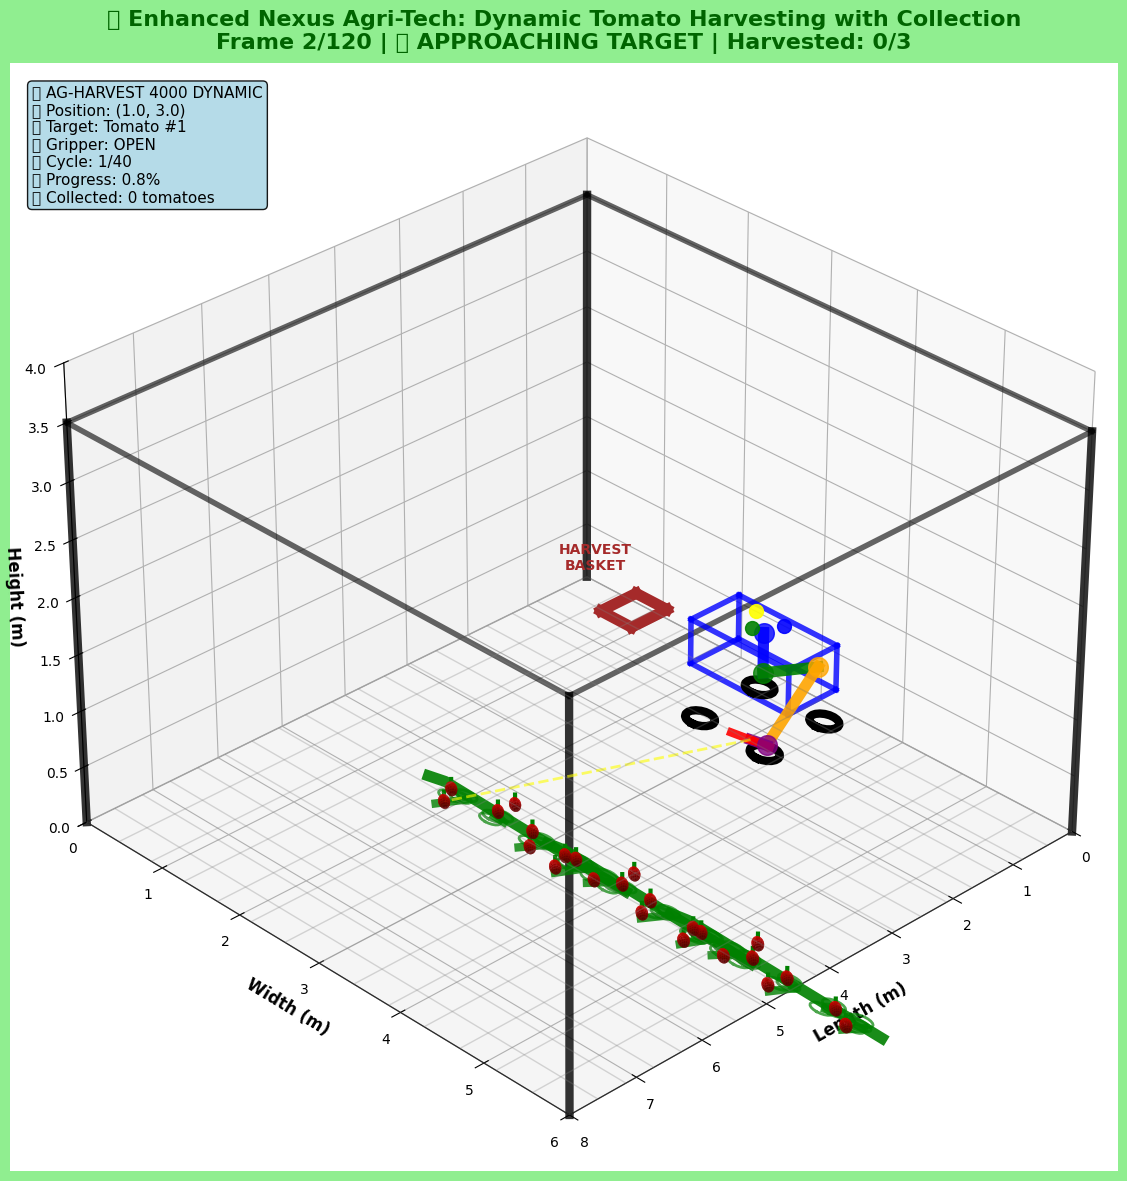 Enhanced Nexus Agri-Tech: Dynamic Tomato Harvesting with Collection
Frame 2/120 | APPROACHING TARGET | Harvested: 0/3
AG-HARVEST 4000 DYNAMIC
Position: (1.0, 3.0)
Target: Tomato #1
Gripper: OPEN
Cycle: 1/40
Progress: 0.8%
Collected: 0 tomatoes
HARVEST
BASKET
Height (m)
4.0
3.5
3.0
2.5
2.0
1.5
1.0
0.5
0.0
Width (m)
0
1
2
3
4
5
6
Length (m)
8
7
6
5
4
3
2
1
0